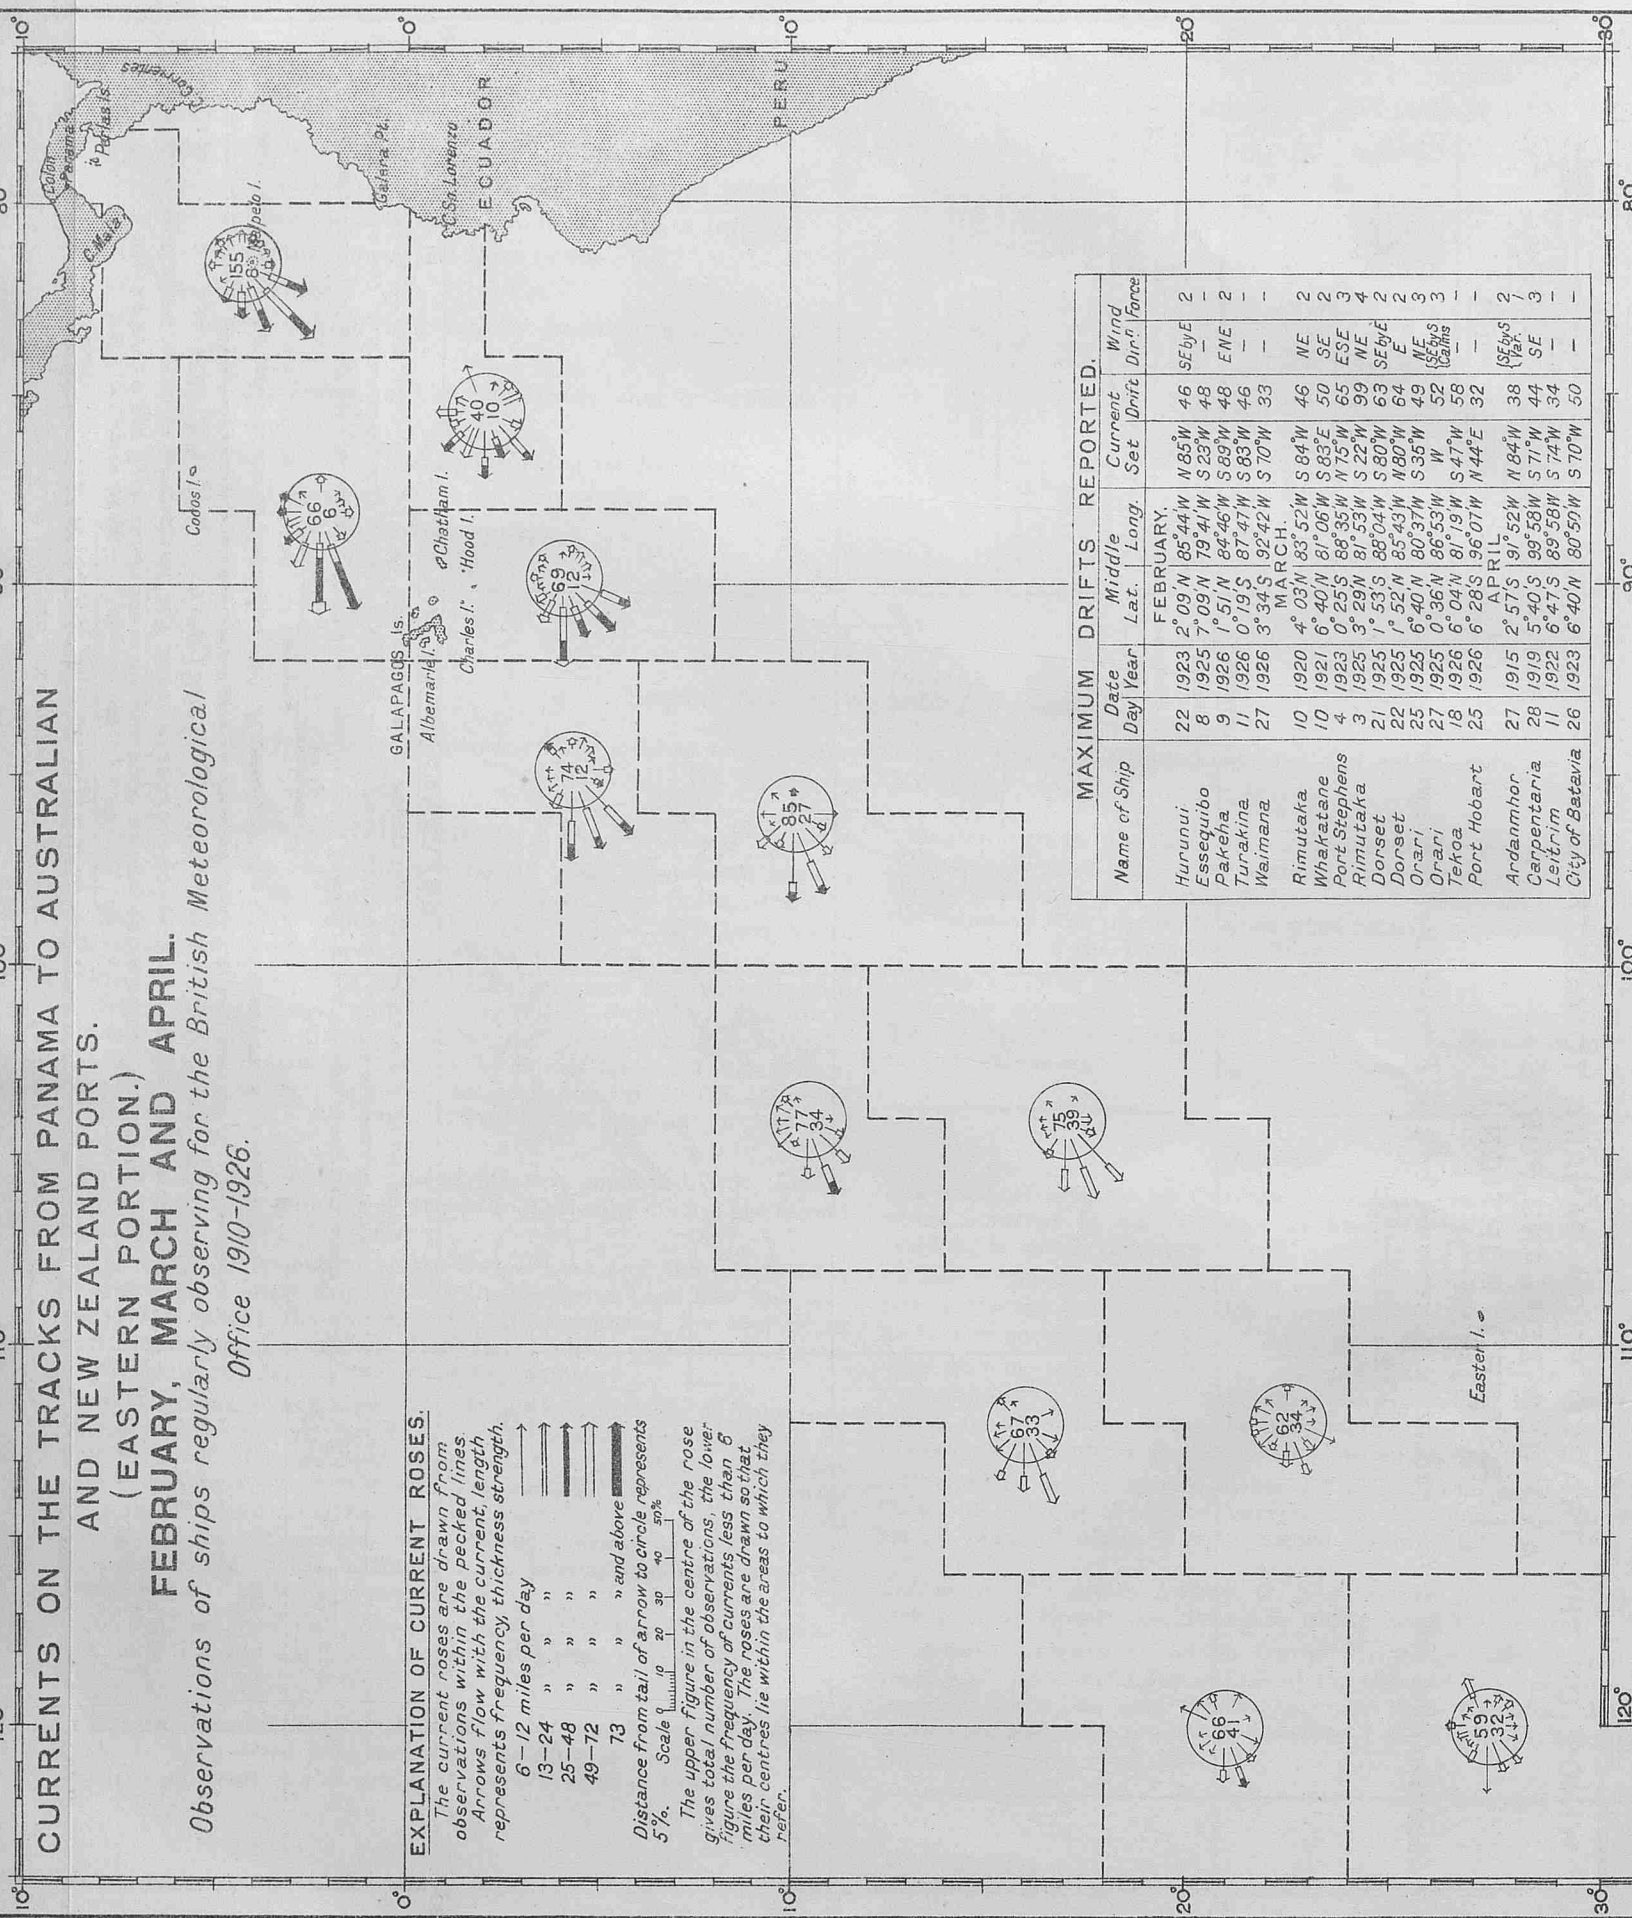 CURRENTS ON THE TRACKS FROM PANAMA TO AUSTRALIAN
AND NEW ZEALAND PORTS.
(EASTERN PORTION.)
FEBRUARY, MARCH AND APRIL.
Observations of ships regularly observing for the British Meteorological
Office 1910-1926.
EXPLANATION OF CURRENT ROSES.
The current roses are drawn from
observations within the pecked lines.
Arrows flow with the current, length
represents frequency, thickness strength.
6-12 miles per day
13-24 " "
25-48 " "
49-72 " "
73 " " and above
Distance from tail of arrow to circle represents
5%. Scale 0 10 20 30 40 50%
The upper figure in the centre of the rose
gives total number of observations, the lower
figure the frequency of currents less than 6
miles per day. The roses are drawn so that
their centres lie within the areas to which they
refer.
Colon
Panama
Perlas Is.
C. Mala
Corrientes
Malpelo I.
Galera Pt.
C. Sn. Lorenzo
ECUADOR
PERU
Cocos I.
GALAPAGOS Is.
Albemarle I.
Chatham I.
Charles I.
Hood I.
Easter I.
155
8
66
6
40
10
69
12
74
12
85
27
77
34
75
39
67
33
62
34
66
41
59
32
MAXIMUM DRIFTS REPORTED.
Name of Ship Date Middle Current Wind
Day Year Lat. Long. Set Drift Dirn Force
FEBRUARY.
Hurunui 22 1923 2°09'N 85°44'W N 85°W 46 SEbyE 2
Essequibo 8 1925 7°09'N 79°41'W S 23°W 48 - -
Pakeha 9 1926 1°51'N 84°46'W S 89°W 48 ENE 2
Turakina 11 1926 0°19'S 87°47'W S 83°W 46 - -
Waimana 27 1926 3°34'S 92°42'W S 70°W 33 - -
MARCH.
Rimutaka 10 1920 4°03'N 83°52'W S 84°W 46 NE 2
Whakatane 10 1921 6°40'N 81°06'W S 83°E 50 SE 2
Port Stephens 4 1923 0°25'S 88°35'W N 75°W 65 ESE 3
Rimutaka 3 1925 3°29'N 81°53'W S 22°W 99 NE 4
Dorset 21 1925 1°53'S 88°04'W S 80°W 63 SEbyE 2
Dorset 22 1925 1°52'N 85°43'W N 80°W 64 E 2
Orari 25 1925 6°40'N 80°37'W S 35°W 49 NE 3
Orari 27 1925 0°36'N 86°53'W W 52 {SEbyS Calms 3
Tekoa 18 1926 6°04'N 81°19'W S 47°W 58 - -
Port Hobart 25 1926 6°28'S 96°07'W N 44°E 32 - -
APRIL
Ardanmhor 27 1915 2°57'S 91°52'W N 84°W 38 {SEbyS Var. 2 1
Carpentaria 28 1919 5°40'S 99°58'W S 71°W 44 SE 3
Leitrim 11 1922 6°47'S 89°58'W S 74°W 34 - -
City of Batavia 26 1923 6°40'N 80°50'W S 70°W 50 - -
10°
0°
10°
20°
30°
80°
90°
100°
110°
120°